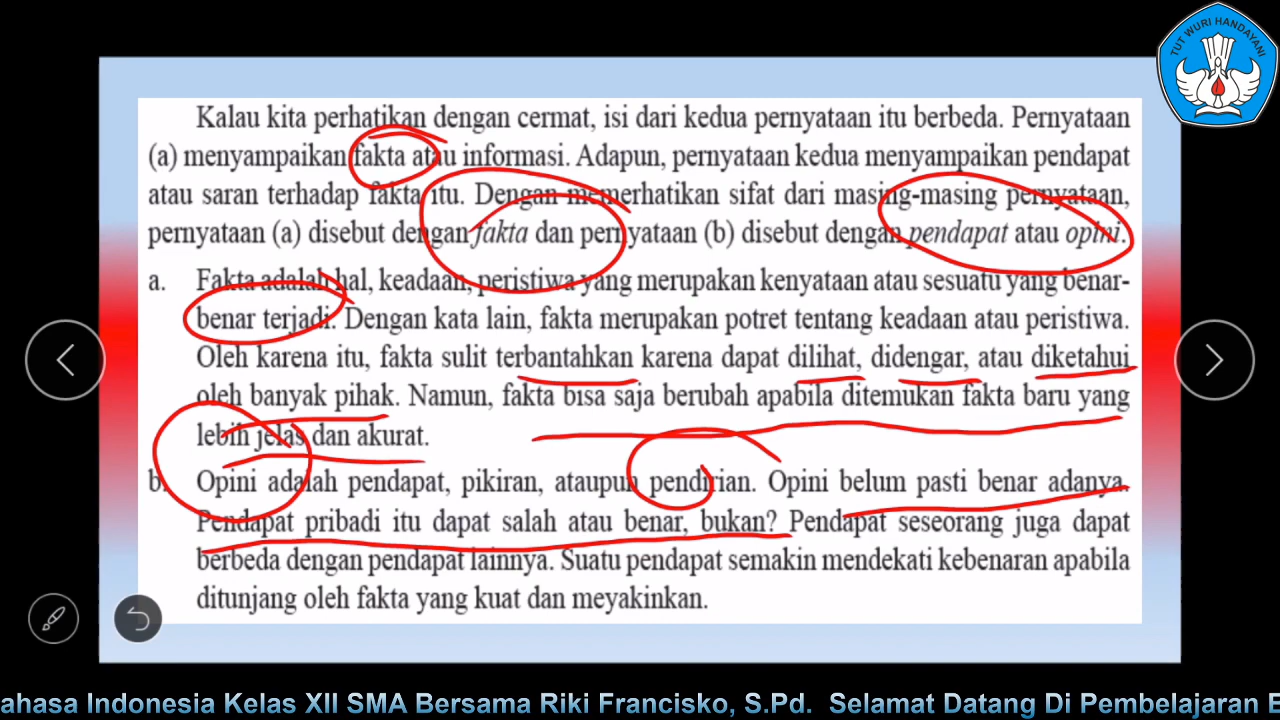 TUT WURI HANDAYANI
Kalau kita perhatikan dengan cermat, isi dari kedua pernyataan itu berbeda. Pernyataan
(a) menyampaikan fakta atau informasi. Adapun, pernyataan kedua menyampaikan pendapat
atau saran terhadap fakta itu. Dengan memerhatikan sifat dari masing-masing pernyataan,
pernyataan (a) disebut dengan fakta dan pernyataan (b) disebut dengan pendapat atau opini.
a. Fakta adalah hal, keadaan, peristiwa yang merupakan kenyataan atau sesuatu yang benar-
benar terjadi. Dengan kata lain, fakta merupakan potret tentang keadaan atau peristiwa.
Oleh karena itu, fakta sulit terbantahkan karena dapat dilihat, didengar, atau diketahui
oleh banyak pihak. Namun, fakta bisa saja berubah apabila ditemukan fakta baru yang
lebih jelas dan akurat.
b. Opini adalah pendapat, pikiran, ataupun pendirian. Opini belum pasti benar adanya.
Pendapat pribadi itu dapat salah atau benar, bukan? Pendapat seseorang juga dapat
berbeda dengan pendapat lainnya. Suatu pendapat semakin mendekati kebenaran apabila
ditunjang oleh fakta yang kuat dan meyakinkan.
ahasa Indonesia Kelas XII SMA Bersama Riki Francisko, S.Pd. Selamat Datang Di Pembelajaran